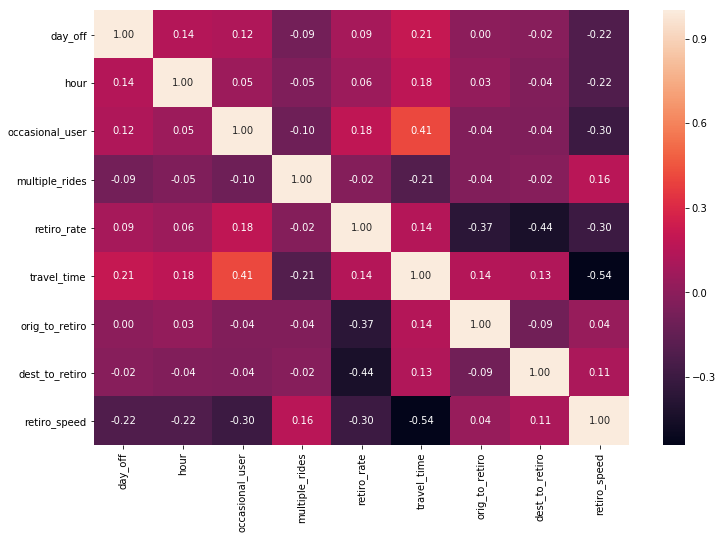 day_off 1.00 0.14 0.12 -0.09 0.09 0.21 0.00 -0.02 -0.22
hour 0.14 1.00 0.05 -0.05 0.06 0.18 0.03 -0.04 -0.22
occasional_user 0.12 0.05 1.00 -0.10 0.18 0.41 -0.04 -0.04 -0.30
multiple_rides -0.09 -0.05 -0.10 1.00 -0.02 -0.21 -0.04 -0.02 0.16
retiro_rate 0.09 0.06 0.18 -0.02 1.00 0.14 -0.37 -0.44 -0.30
travel_time 0.21 0.18 0.41 -0.21 0.14 1.00 0.14 0.13 -0.54
orig_to_retiro 0.00 0.03 -0.04 -0.04 -0.37 0.14 1.00 -0.09 0.04
dest_to_retiro -0.02 -0.04 -0.04 -0.02 -0.44 0.13 -0.09 1.00 0.11
retiro_speed -0.22 -0.22 -0.30 0.16 -0.30 -0.54 0.04 0.11 1.00
day_off
hour
occasional_user
multiple_rides
retiro_rate
travel_time
orig_to_retiro
dest_to_retiro
retiro_speed
0.9
0.6
0.3
0.0
-0.3